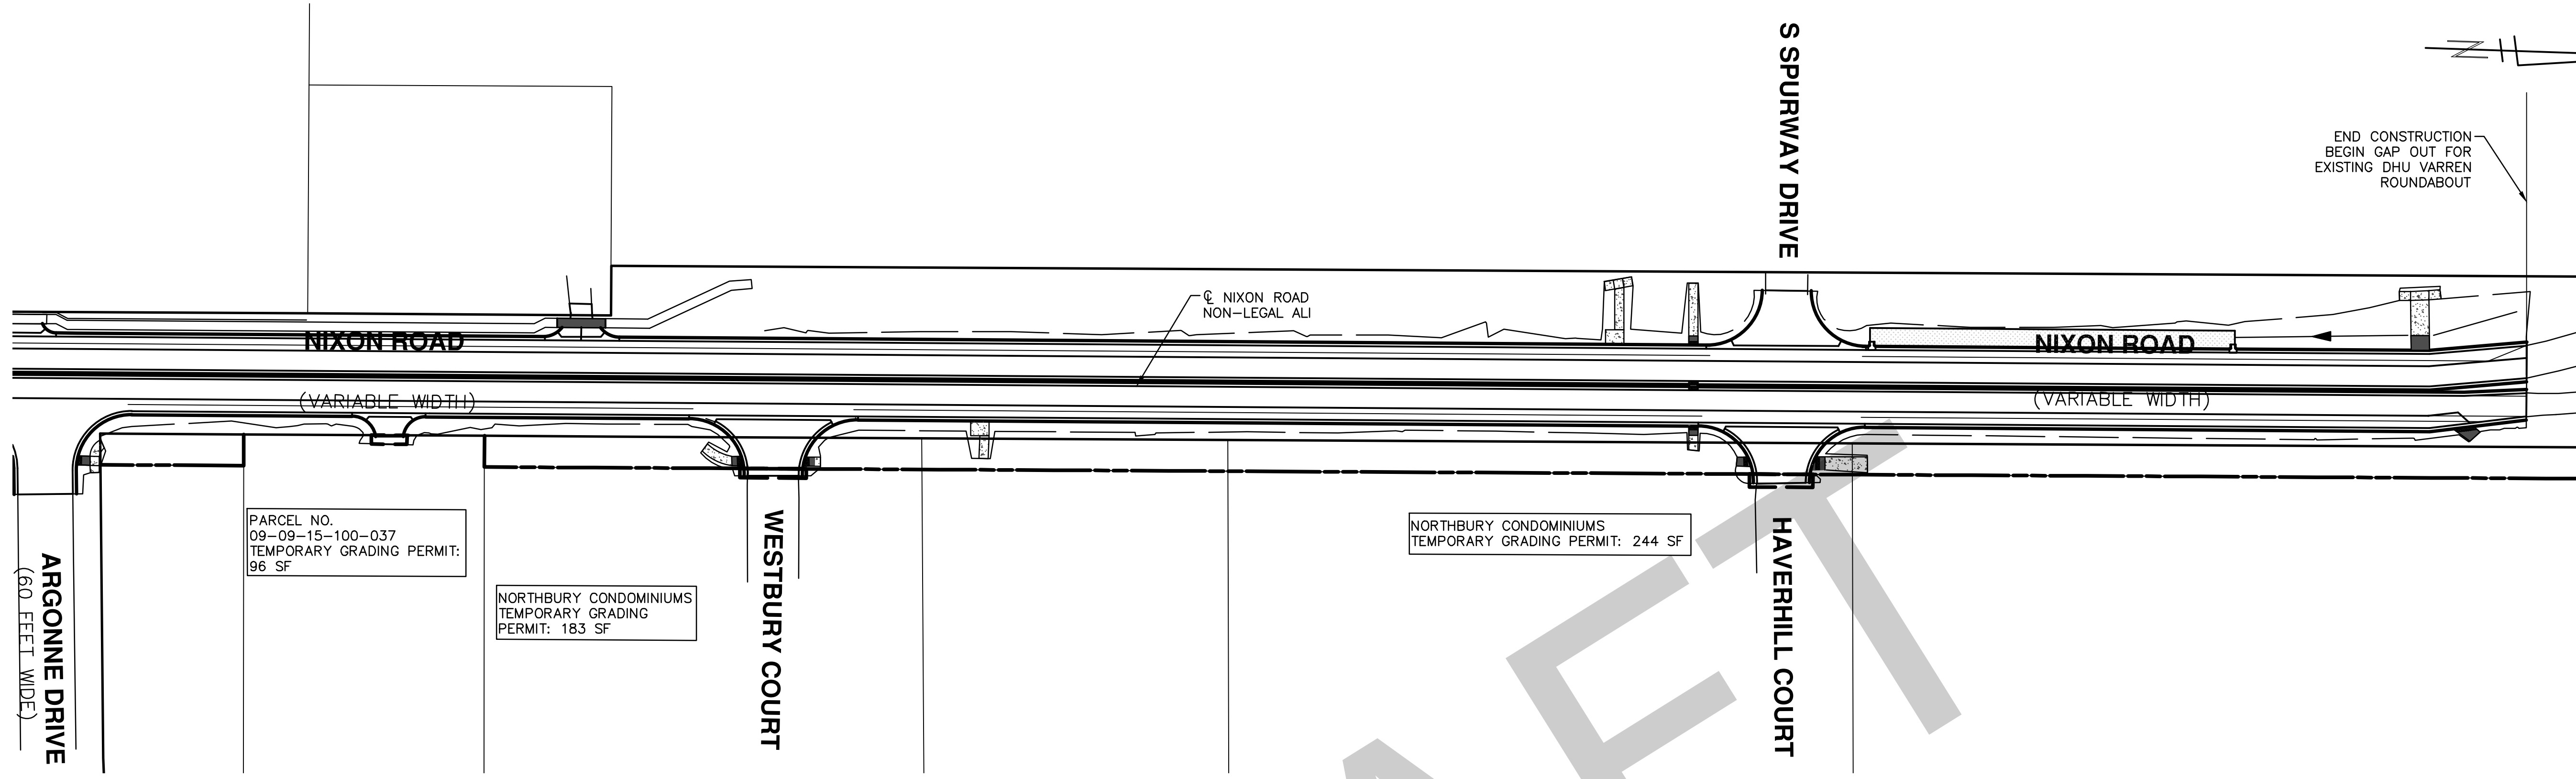 S SPURWAY DRIVE
END CONSTRUCTION
BEGIN GAP OUT FOR
EXISTING DHU VARREN
ROUNDABOUT
℄ NIXON ROAD
NON-LEGAL ALI
NIXON ROAD
(VARIABLE WIDTH)
NIXON ROAD
(VARIABLE WIDTH)
PARCEL NO.
09-09-15-100-037
TEMPORARY GRADING PERMIT:
96 SF
NORTHBURY CONDOMINIUMS
TEMPORARY GRADING
PERMIT: 183 SF
NORTHBURY CONDOMINIUMS
TEMPORARY GRADING PERMIT: 244 SF
ARGONNE DRIVE
(60 FEET WIDE)
WESTBURY COURT
HAVERHILL COURT